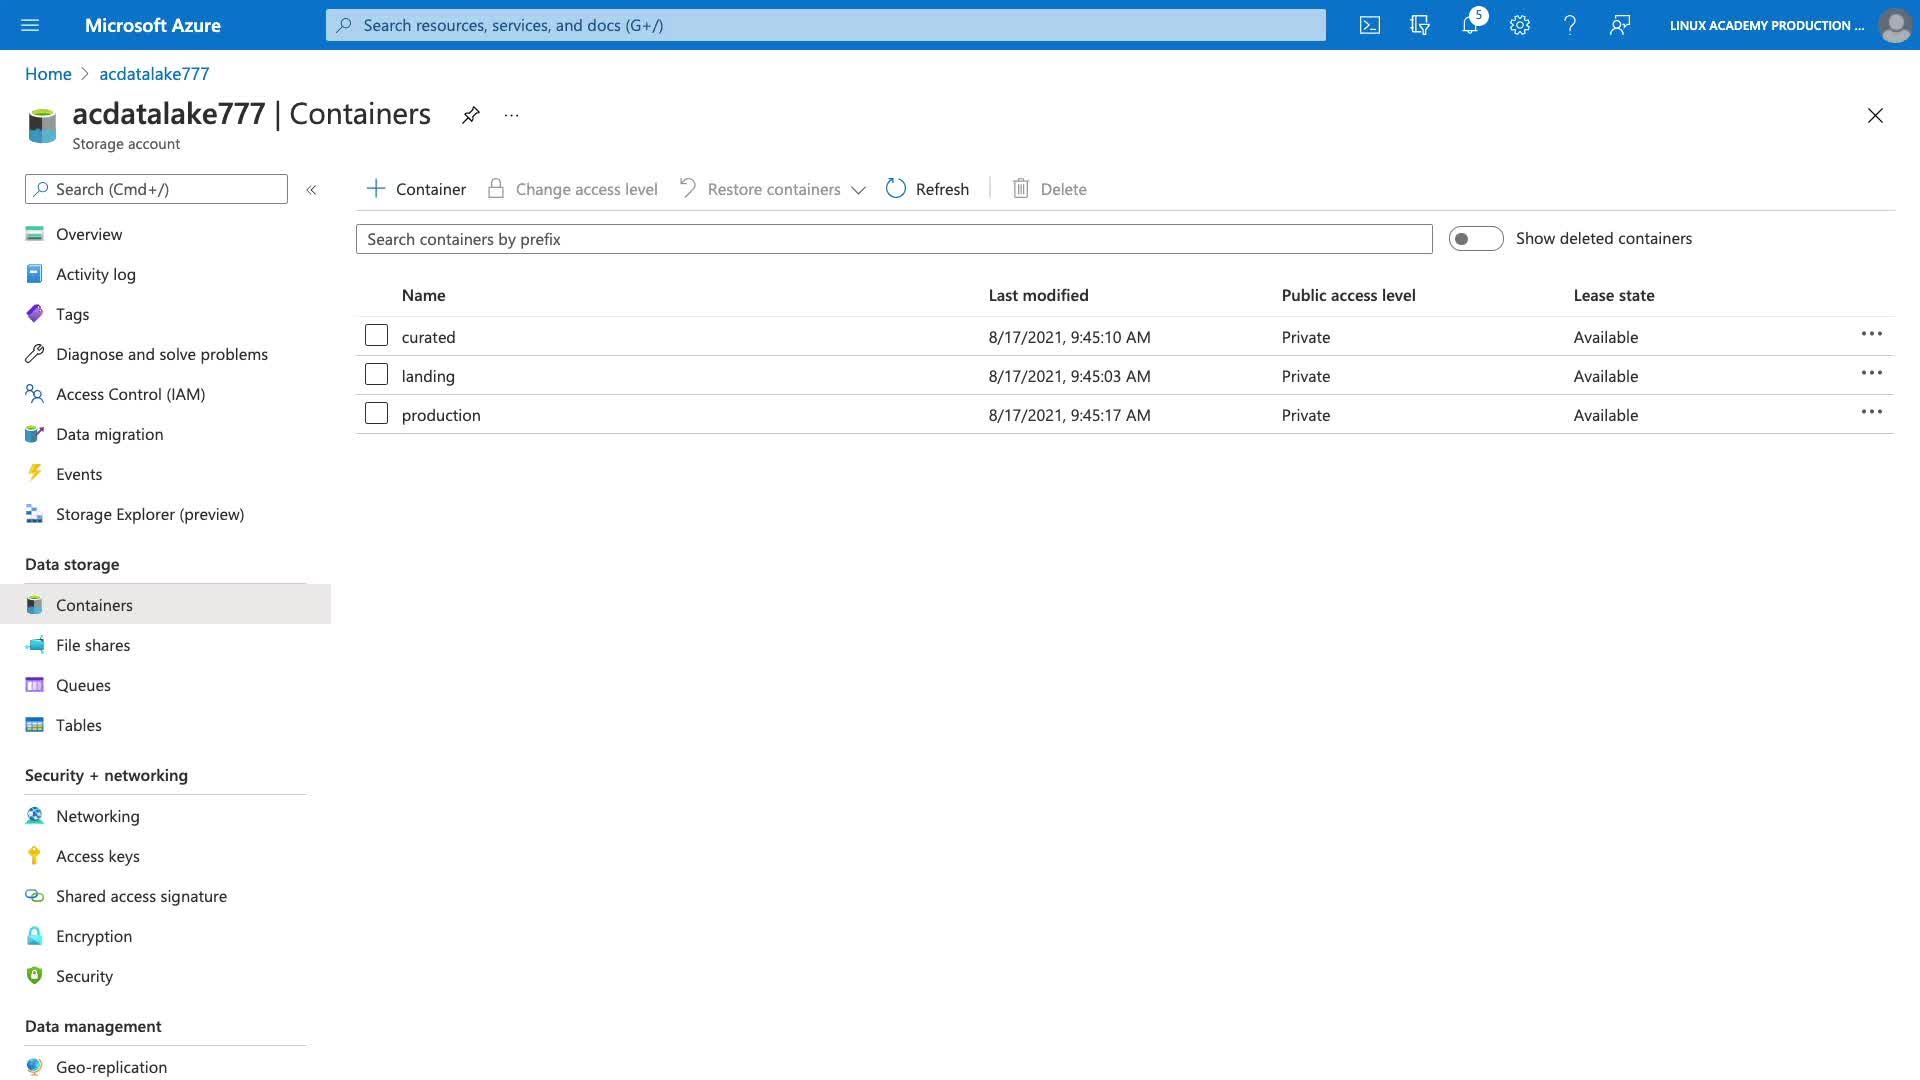 Microsoft Azure
Search resources, services, and docs (G+/)
5
LINUX ACADEMY PRODUCTION ...
Home > acdatalake777
acdatalake777 | Containers
Storage account
Search (Cmd+/)
«
Container
Change access level
Restore containers
Refresh
Delete
Search containers by prefix
Show deleted containers
Overview
Activity log
Tags
Diagnose and solve problems
Access Control (IAM)
Data migration
Events
Storage Explorer (preview)
Data storage
Containers
File shares
Queues
Tables
Security + networking
Networking
Access keys
Shared access signature
Encryption
Security
Data management
Geo-replication
Name Last modified Public access level Lease state
curated 8/17/2021, 9:45:10 AM Private Available
landing 8/17/2021, 9:45:03 AM Private Available
production 8/17/2021, 9:45:17 AM Private Available